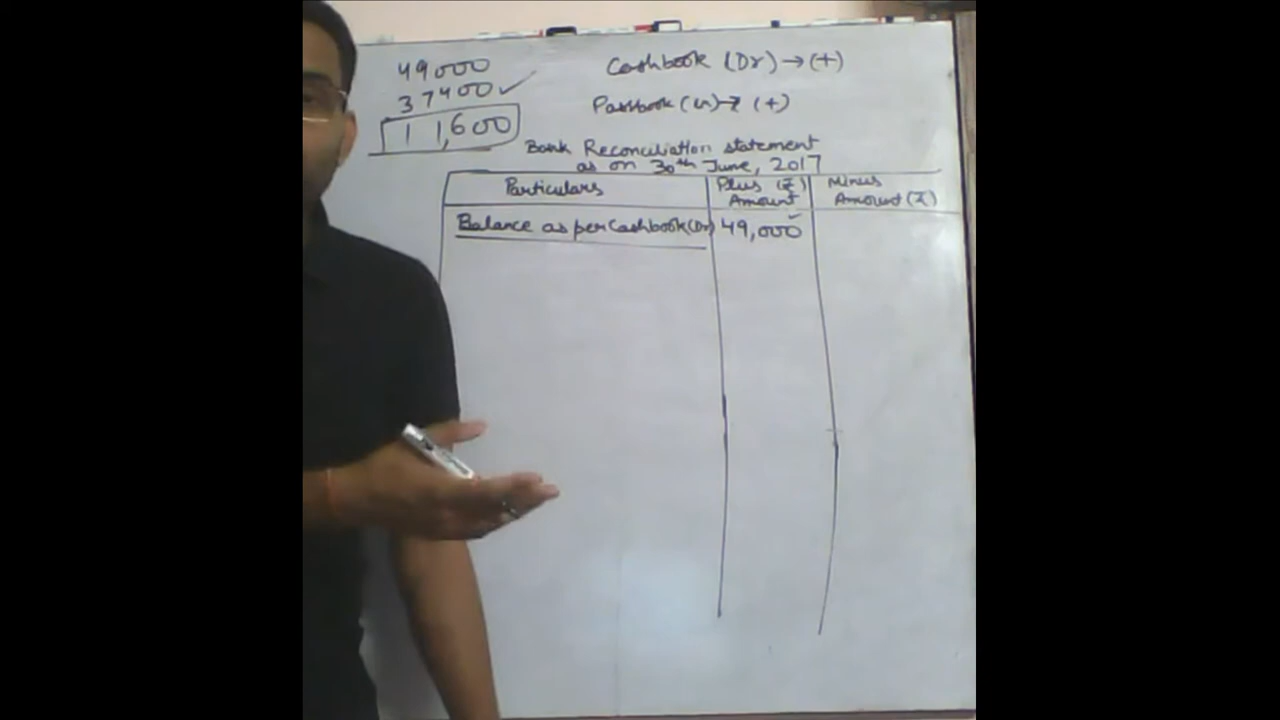 49000
37400 ✓
11,600
Cashbook (Dr) → (+)
Passbook (Cr) → (+)
Bank Reconciliation statement
as on 30th June, 2017
Particulars
Plus (₹)
Amount
Minus
Amount (₹)
Balance as per Cashbook (Dr) 49,000